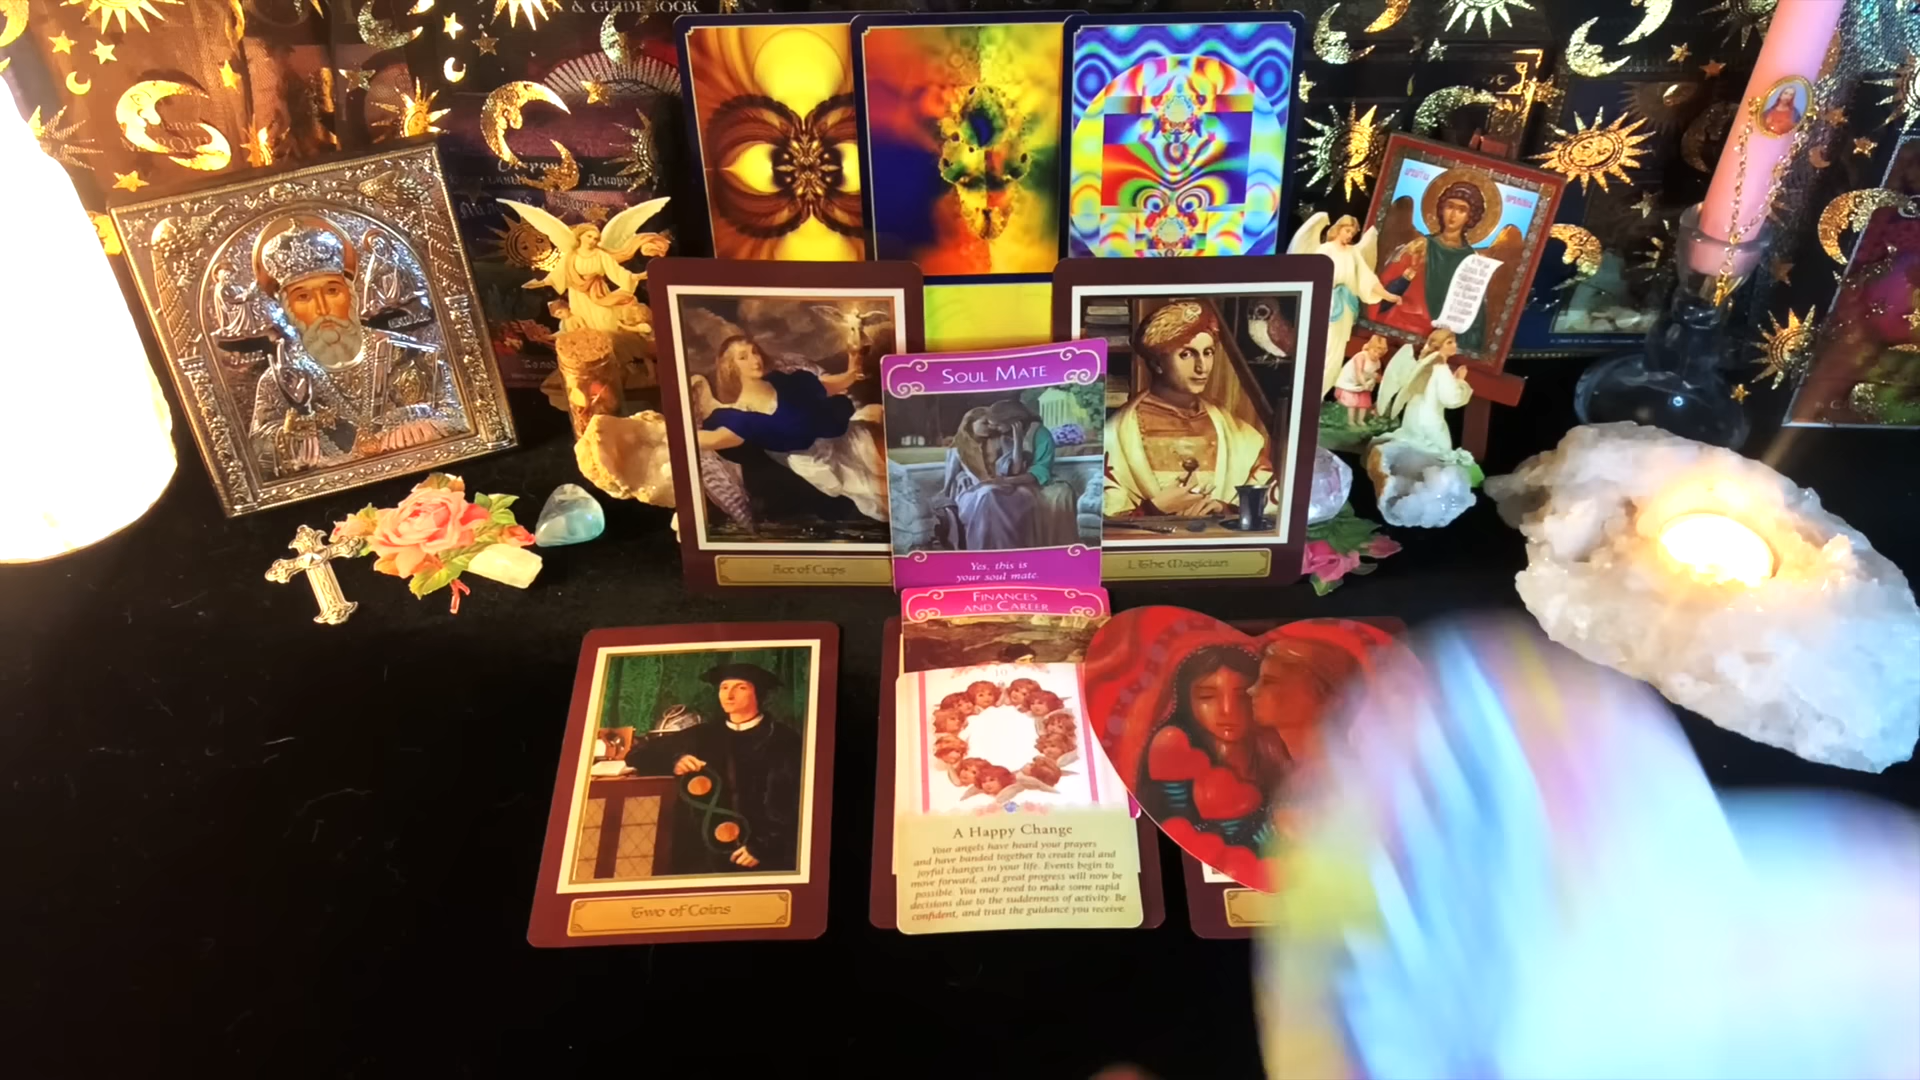 & GUIDEBOOK
SOUL MATE
Yes, this is
your soul mate.
Ace of Cups
I. The Magician
FINANCES
AND CAREER
10
A Happy Change
Your angels have heard your prayers
and have banded together to create real and
joyful changes in your life. Events begin to
move forward, and great progress will now be
possible. You may need to make some rapid
decisions due to the suddenness of activity. Be
confident, and trust the guidance you receive.
Two of Coins